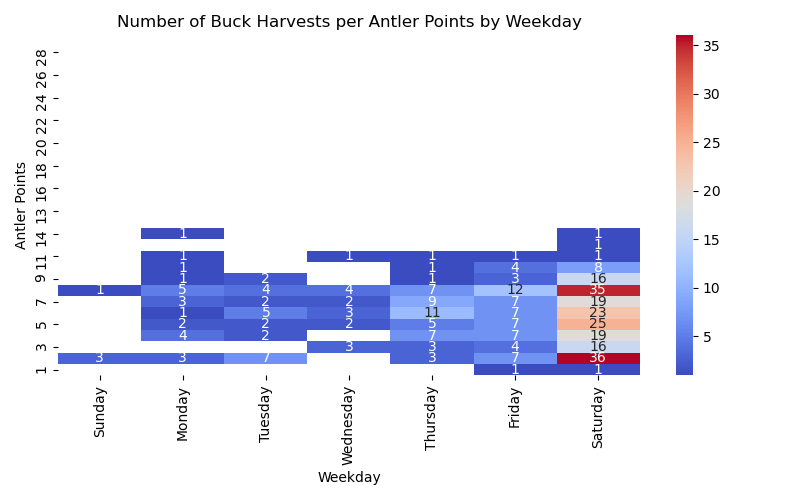 Number of Buck Harvests per Antler Points by Weekday
Antler Points
28
26
24
22
20
18
16
13
14
11
9
7
5
3
1
1 1
1
1 1 1 1 1
1 1 4 8
1 2 1 3 16
1 5 4 4 7 12 35
3 2 2 9 7 19
1 5 3 11 7 23
2 2 2 5 7 25
4 2 7 7 19
3 3 4 16
3 3 7 3 7 36
1 1
Sunday Monday Tuesday Wednesday Thursday Friday Saturday
Weekday
35
30
25
20
15
10
5